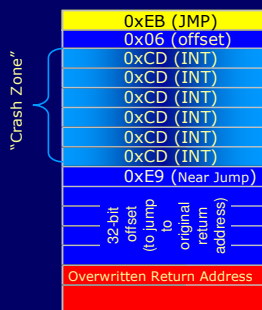 0xEB (JMP)
0x06 (offset)
"Crash Zone"
0xCD (INT)
0xCD (INT)
0xCD (INT)
0xCD (INT)
0xCD (INT)
0xCD (INT)
0xE9 (Near Jump)
32-bit
offset
(to jump
to
original
return
address)
Overwritten Return Address